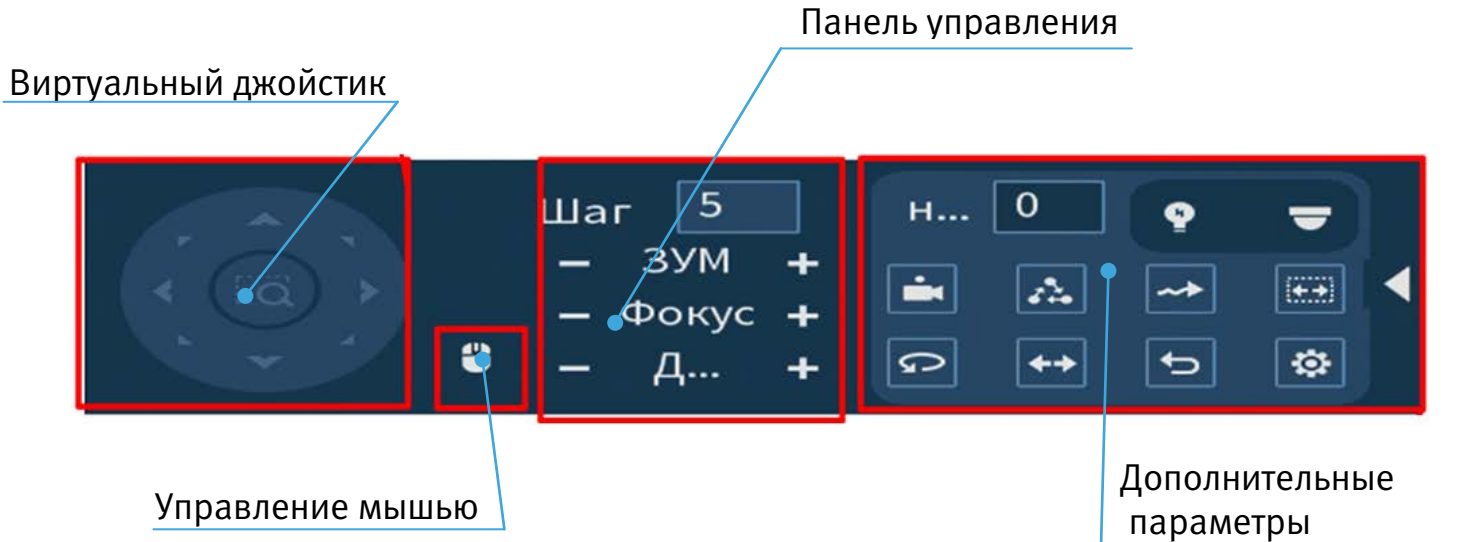 Панель управления
Виртуальный джойстик
Шаг 5
– ЗУМ +
– Фокус +
– Д... +
н... 0
Управление мышью
Дополнительные
параметры